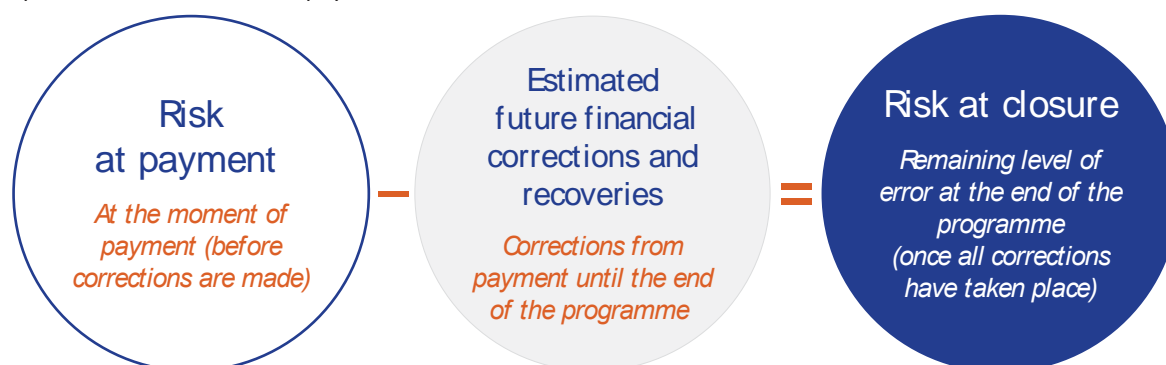 Risk
at payment
At the moment of
payment (before
corrections are made)
–
Estimated
future financial
corrections and
recoveries
Corrections from
payment until the end
of the programme
=
Risk at closure
Remaining level of
error at the end of the
programme
(once all corrections
have taken place)